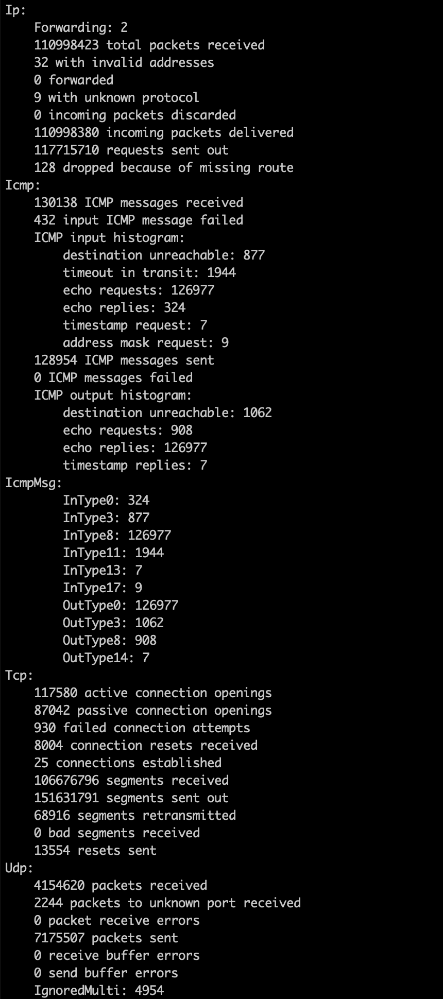 Ip:
    Forwarding: 2
    110998423 total packets received
    32 with invalid addresses
    0 forwarded
    9 with unknown protocol
    0 incoming packets discarded
    110998380 incoming packets delivered
    117715710 requests sent out
    128 dropped because of missing route
Icmp:
    130138 ICMP messages received
    432 input ICMP message failed
    ICMP input histogram:
        destination unreachable: 877
        timeout in transit: 1944
        echo requests: 126977
        echo replies: 324
        timestamp request: 7
        address mask request: 9
    128954 ICMP messages sent
    0 ICMP messages failed
    ICMP output histogram:
        destination unreachable: 1062
        echo requests: 908
        echo replies: 126977
        timestamp replies: 7
IcmpMsg:
        InType0: 324
        InType3: 877
        InType8: 126977
        InType11: 1944
        InType13: 7
        InType17: 9
        OutType0: 126977
        OutType3: 1062
        OutType8: 908
        OutType14: 7
Tcp:
    117580 active connection openings
    87042 passive connection openings
    930 failed connection attempts
    8004 connection resets received
    25 connections established
    106676796 segments received
    151631791 segments sent out
    68916 segments retransmitted
    0 bad segments received
    13554 resets sent
Udp:
    4154620 packets received
    2244 packets to unknown port received
    0 packet receive errors
    7175507 packets sent
    0 receive buffer errors
    0 send buffer errors
    IgnoredMulti: 4954